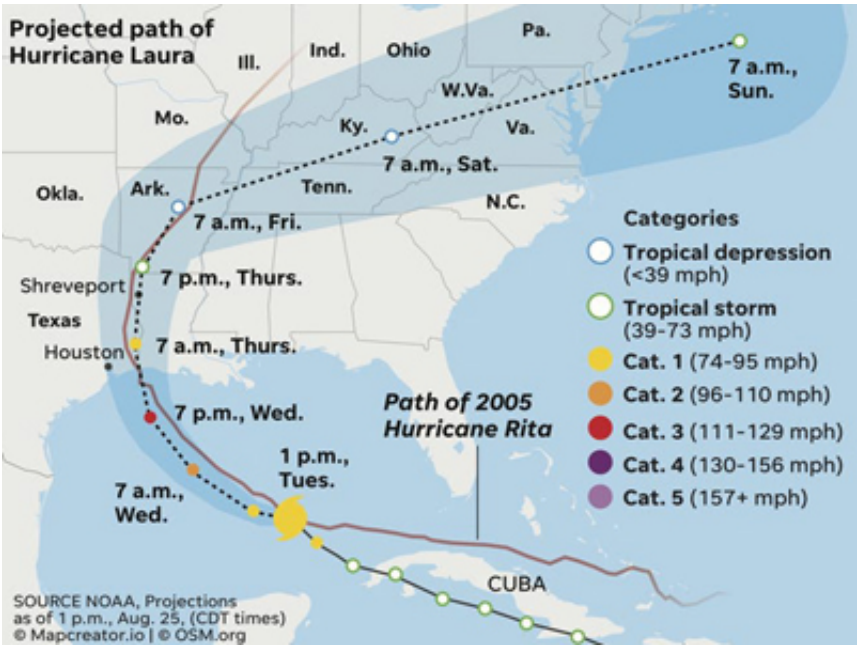 Projected path of
Hurricane Laura
Ill.
Ind.
Ohio
Pa.
7 a.m.,
Sun.
W.Va.
Mo.
Ky.
Va.
7 a.m., Sat.
Okla.
Ark.
Tenn.
N.C.
7 a.m., Fri.
Categories
Tropical depression
(<39 mph)
Tropical storm
(39-73 mph)
Cat. 1 (74-95 mph)
Cat. 2 (96-110 mph)
Cat. 3 (111-129 mph)
Cat. 4 (130-156 mph)
Cat. 5 (157+ mph)
7 p.m., Thurs.
Shreveport
Texas
7 a.m., Thurs.
Houston
Path of 2005
Hurricane Rita
7 p.m., Wed.
1 p.m.,
Tues.
7 a.m.,
Wed.
CUBA
SOURCE NOAA, Projections
as of 1 p.m., Aug. 25, (CDT times)
© Mapcreator.io | © OSM.org